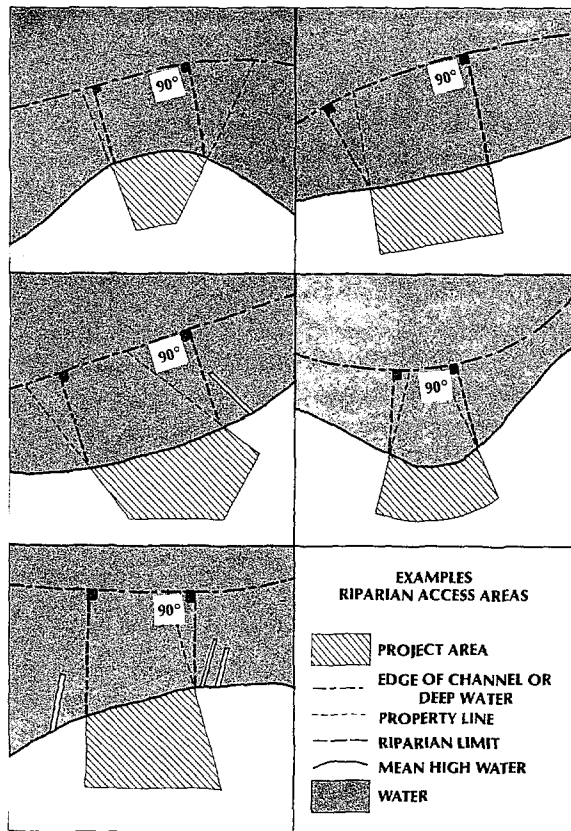 90°
90°
90°
90°
90°
EXAMPLES
RIPARIAN ACCESS AREAS
PROJECT AREA
EDGE OF CHANNEL OR
DEEP WATER
PROPERTY LINE
RIPARIAN LIMIT
MEAN HIGH WATER
WATER